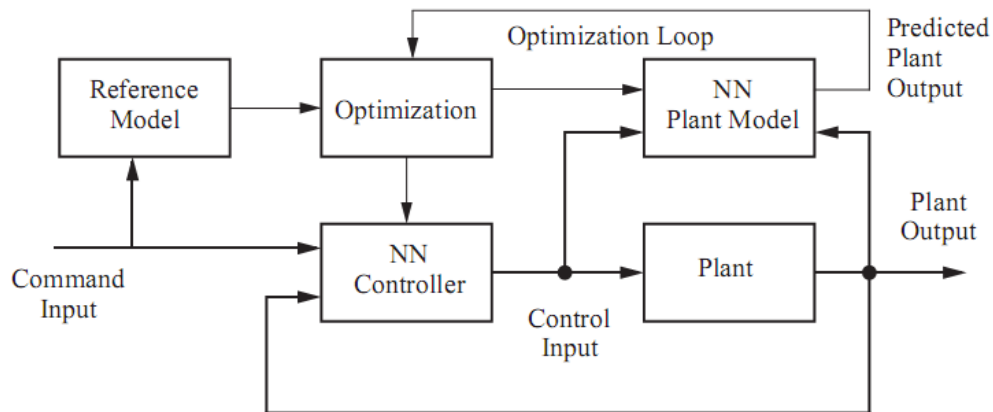 Optimization Loop
Predicted
Plant
Output
Reference
Model
Optimization
NN
Plant Model
Command
Input
NN
Controller
Control
Input
Plant
Plant
Output